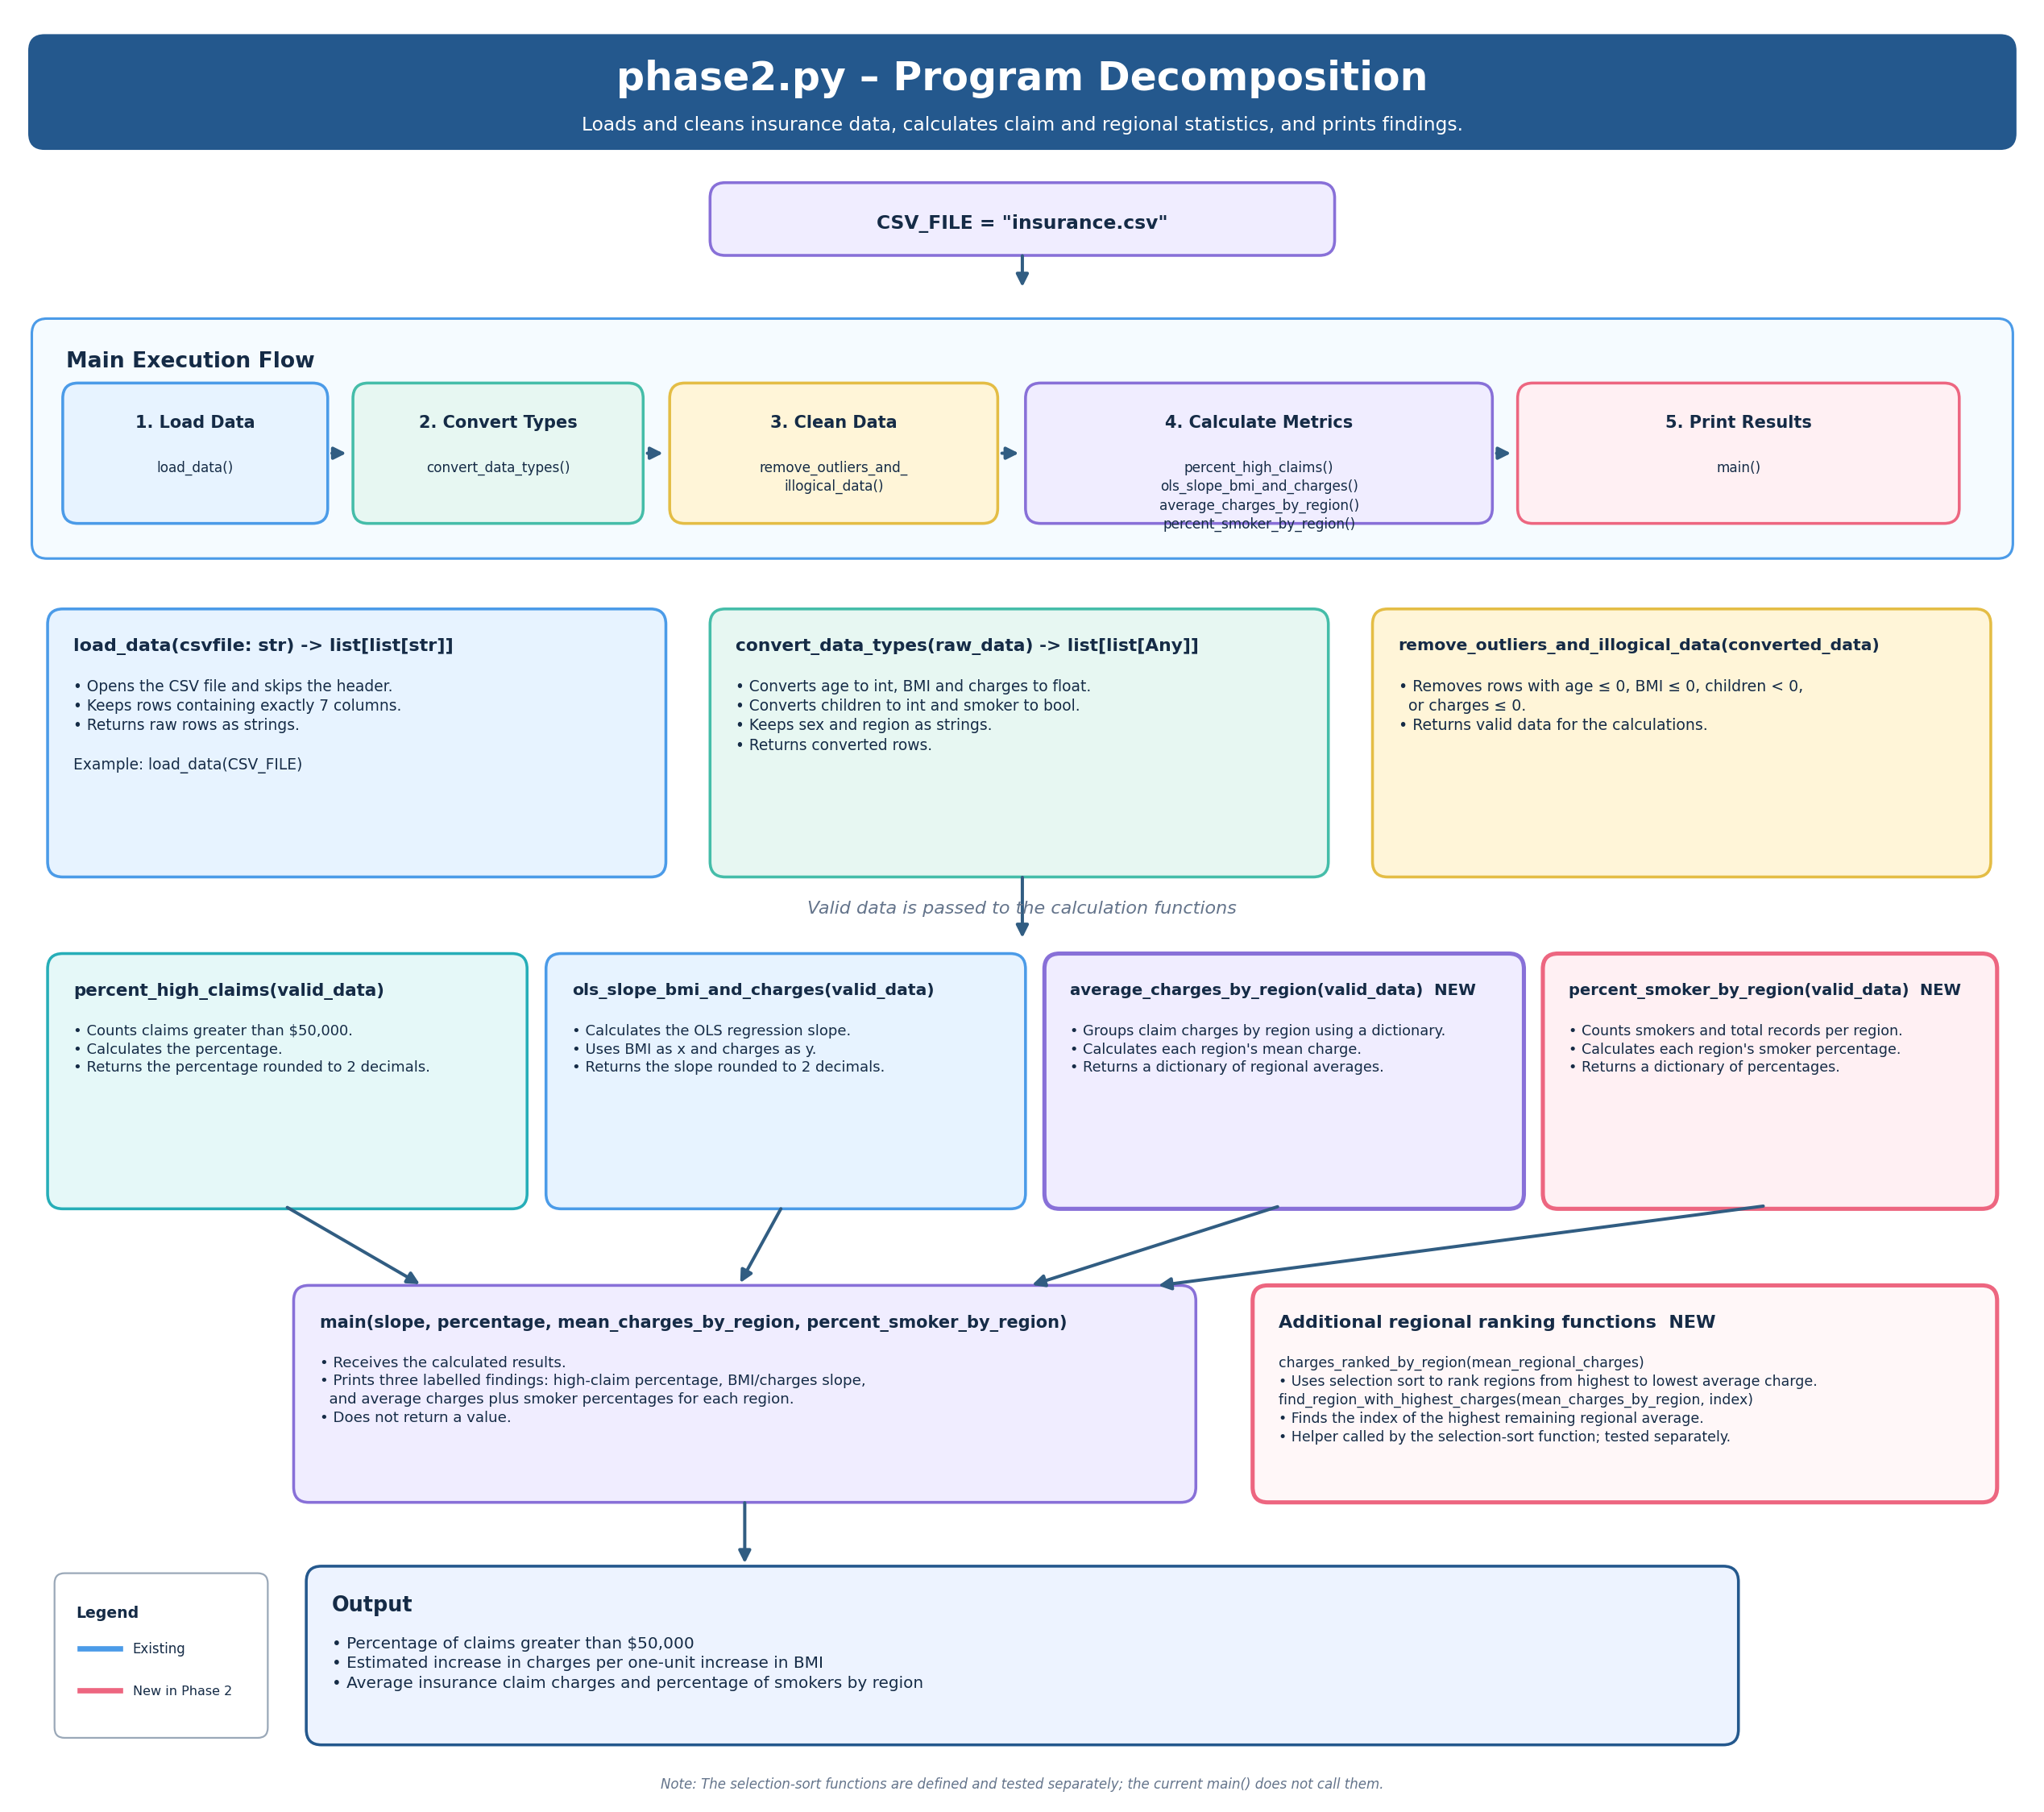 phase2.py – Program Decomposition
Loads and cleans insurance data, calculates claim and regional statistics, and prints findings.
CSV_FILE = "insurance.csv"
Main Execution Flow
1. Load Data
load_data()
2. Convert Types
convert_data_types()
3. Clean Data
remove_outliers_and_
illogical_data()
4. Calculate Metrics
percent_high_claims()
ols_slope_bmi_and_charges()
average_charges_by_region()
percent_smoker_by_region()
5. Print Results
main()
load_data(csvfile: str) -> list[list[str]]
• Opens the CSV file and skips the header.
• Keeps rows containing exactly 7 columns.
• Returns raw rows as strings.
Example: load_data(CSV_FILE)
convert_data_types(raw_data) -> list[list[Any]]
• Converts age to int, BMI and charges to float.
• Converts children to int and smoker to bool.
• Keeps sex and region as strings.
• Returns converted rows.
remove_outliers_and_illogical_data(converted_data)
• Removes rows with age ≤ 0, BMI ≤ 0, children < 0,
or charges ≤ 0.
• Returns valid data for the calculations.
Valid data is passed to the calculation functions
percent_high_claims(valid_data)
• Counts claims greater than $50,000.
• Calculates the percentage.
• Returns the percentage rounded to 2 decimals.
ols_slope_bmi_and_charges(valid_data)
• Calculates the OLS regression slope.
• Uses BMI as x and charges as y.
• Returns the slope rounded to 2 decimals.
average_charges_by_region(valid_data)  NEW
• Groups claim charges by region using a dictionary.
• Calculates each region's mean charge.
• Returns a dictionary of regional averages.
percent_smoker_by_region(valid_data)  NEW
• Counts smokers and total records per region.
• Calculates each region's smoker percentage.
• Returns a dictionary of percentages.
main(slope, percentage, mean_charges_by_region, percent_smoker_by_region)
• Receives the calculated results.
• Prints three labelled findings: high-claim percentage, BMI/charges slope,
and average charges plus smoker percentages for each region.
• Does not return a value.
Additional regional ranking functions  NEW
charges_ranked_by_region(mean_regional_charges)
• Uses selection sort to rank regions from highest to lowest average charge.
find_region_with_highest_charges(mean_charges_by_region, index)
• Finds the index of the highest remaining regional average.
• Helper called by the selection-sort function; tested separately.
Legend
Existing
New in Phase 2
Output
• Percentage of claims greater than $50,000
• Estimated increase in charges per one-unit increase in BMI
• Average insurance claim charges and percentage of smokers by region
Note: The selection-sort functions are defined and tested separately; the current main() does not call them.